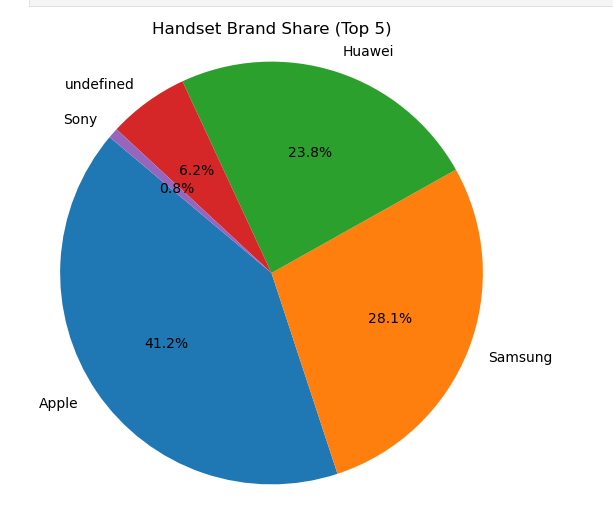 Handset Brand Share (Top 5)
Huawei
undefined
Sony
23.8%
6.2%
0.8%
28.1%
41.2%
Samsung
Apple